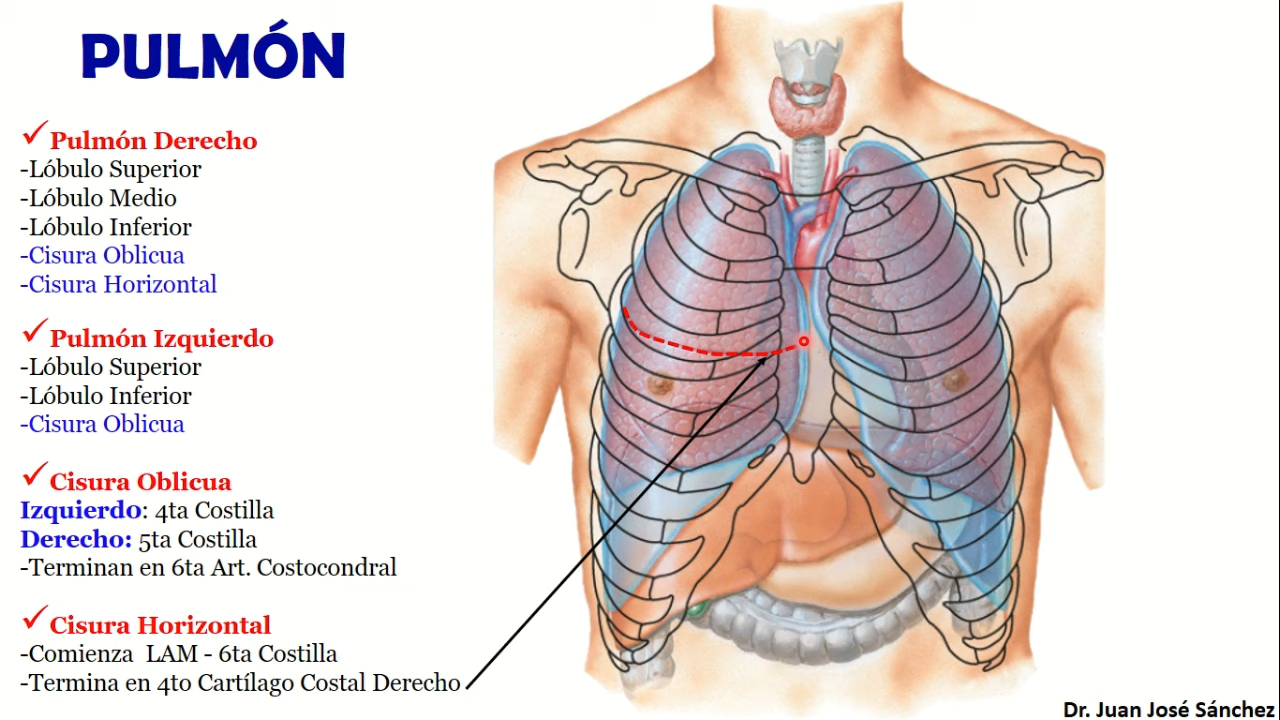 PULMÓN
✓Pulmón Derecho
-Lóbulo Superior
-Lóbulo Medio
-Lóbulo Inferior
-Cisura Oblicua
-Cisura Horizontal
✓Pulmón Izquierdo
-Lóbulo Superior
-Lóbulo Inferior
-Cisura Oblicua
✓Cisura Oblicua
Izquierdo: 4ta Costilla
Derecho: 5ta Costilla
-Terminan en 6ta Art. Costocondral
✓Cisura Horizontal
-Comienza LAM - 6ta Costilla
-Termina en 4to Cartílago Costal Derecho
Dr. Juan José Sánchez